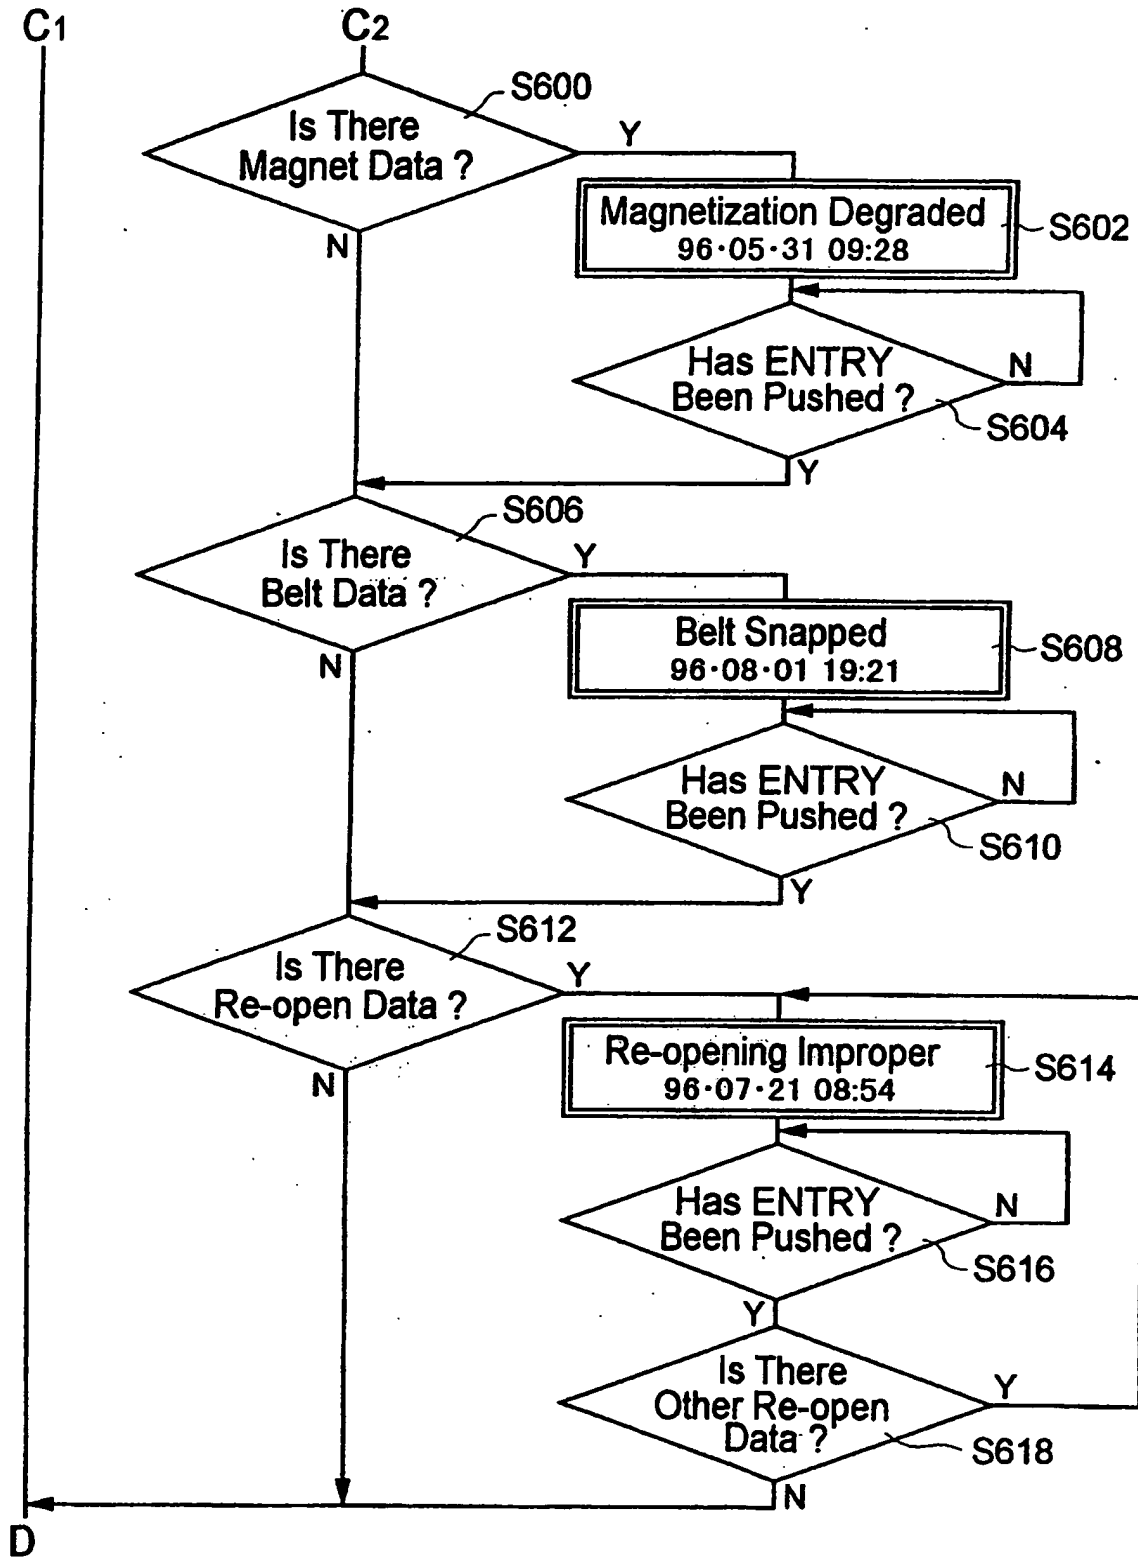 C1
C2
S600
Is There
Magnet Data ?
Y
N
Magnetization Degraded
96·05·31 09:28
S602
Has ENTRY
Been Pushed ?
N
S604
Y
S606
Is There
Belt Data ?
Y
N
Belt Snapped
96·08·01 19:21
S608
Has ENTRY
Been Pushed ?
N
S610
Y
S612
Is There
Re-open Data ?
Y
N
Re-opening Improper
96·07·21 08:54
S614
Has ENTRY
Been Pushed ?
N
S616
Y
Is There
Other Re-open
Data ?
Y
S618
N
D